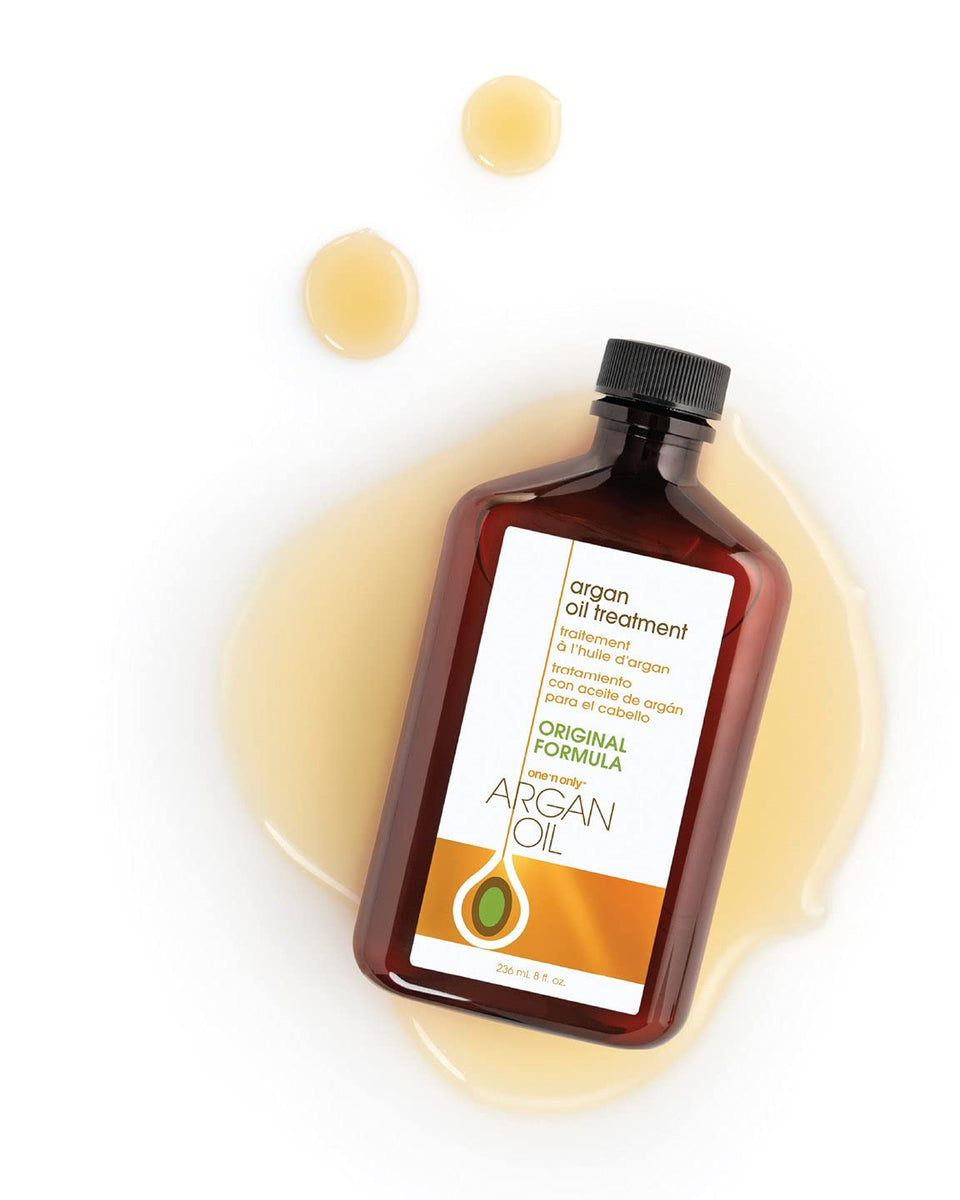 argan
oil treatment
traitement
à l'huile d'argan
tratamiento
con aceite de argán
para el cabello
ORIGINAL
FORMULA
one 'n only™
ARGAN
OIL
236 mL 8 fl. oz.